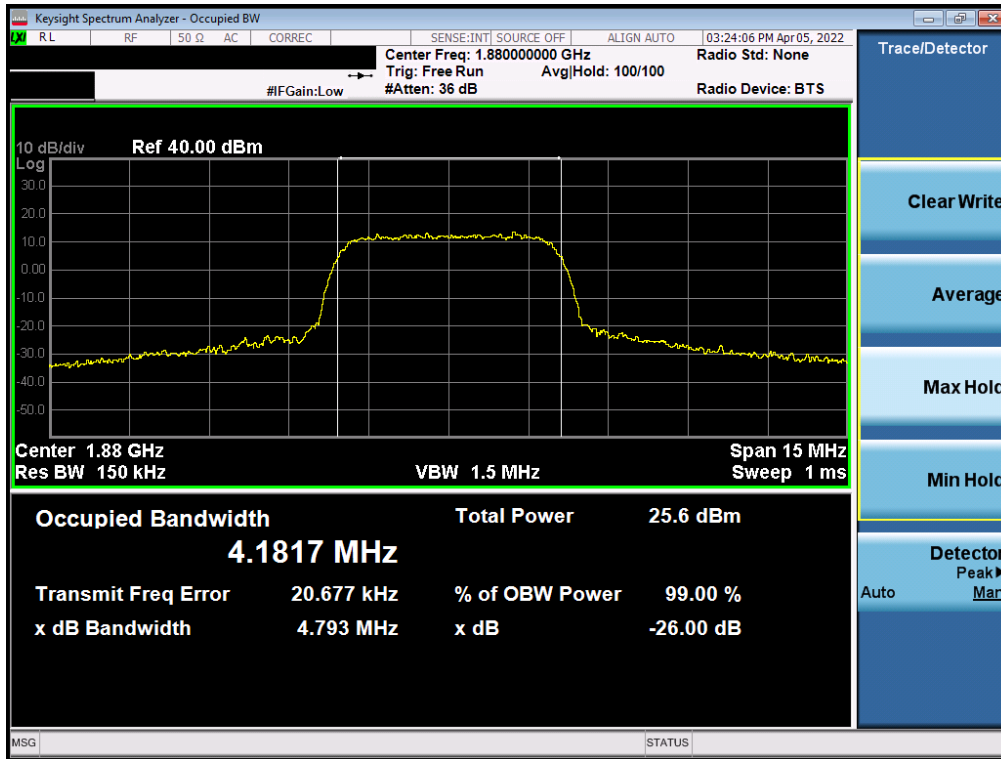 Keysight Spectrum Analyzer - Occupied BW
LXI RL RF 50 Ω AC CORREC SENSE:INT SOURCE OFF ALIGN AUTO 03:24:06 PM Apr 05, 2022
Center Freq: 1.880000000 GHz Radio Std: None
Trig: Free Run Avg|Hold: 100/100
#IFGain:Low #Atten: 36 dB Radio Device: BTS
10 dB/div Ref 40.00 dBm
Log
30.0
20.0
10.0
0.00
-10.0
-20.0
-30.0
-40.0
-50.0
Center 1.88 GHz Span 15 MHz
Res BW 150 kHz VBW 1.5 MHz Sweep 1 ms
Occupied Bandwidth Total Power 25.6 dBm
4.1817 MHz
Transmit Freq Error 20.677 kHz % of OBW Power 99.00 %
x dB Bandwidth 4.793 MHz x dB -26.00 dB
MSG STATUS
Trace/Detector
Clear Write
Average
Max Hold
Min Hold
Detector
Peak▶
Auto Man